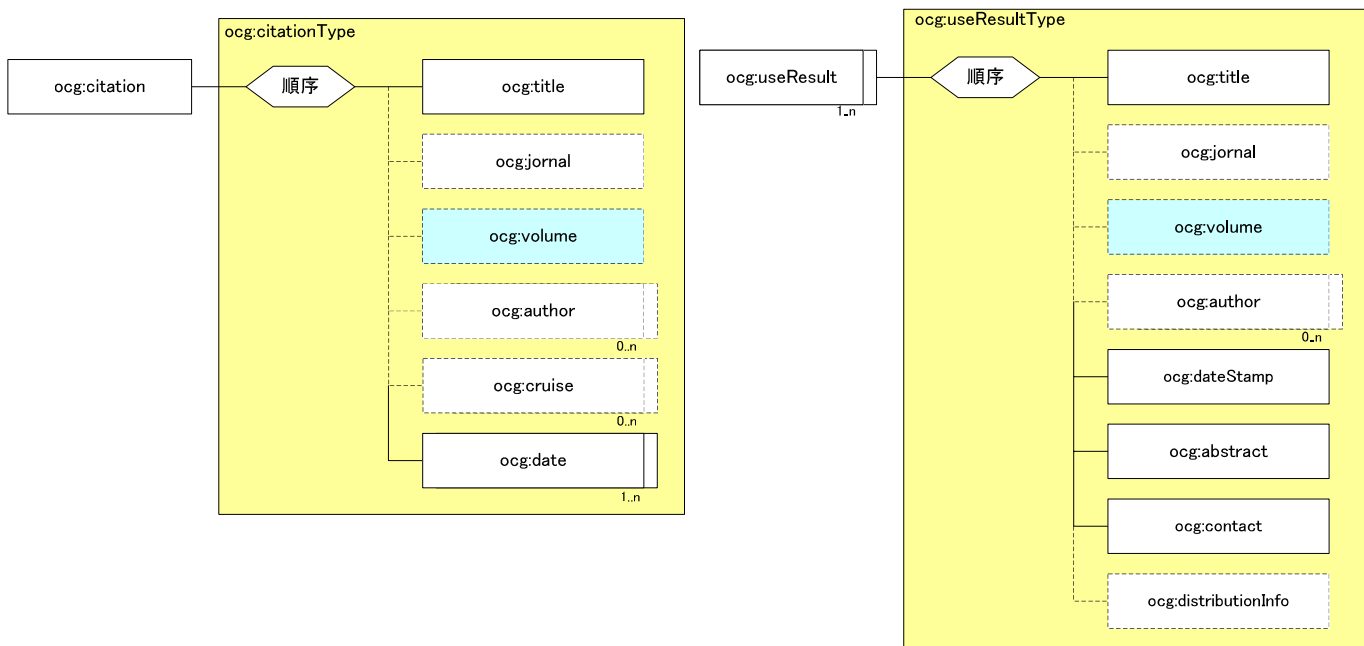 ocg:citationType
ocg:citation
順序
ocg:title
ocg:jornal
ocg:volume
ocg:author
0..n
ocg:cruise
0..n
ocg:date
1..n
ocg:useResultType
ocg:useResult
1..n
順序
ocg:title
ocg:jornal
ocg:volume
ocg:author
0..n
ocg:dateStamp
ocg:abstract
ocg:contact
ocg:distributionInfo